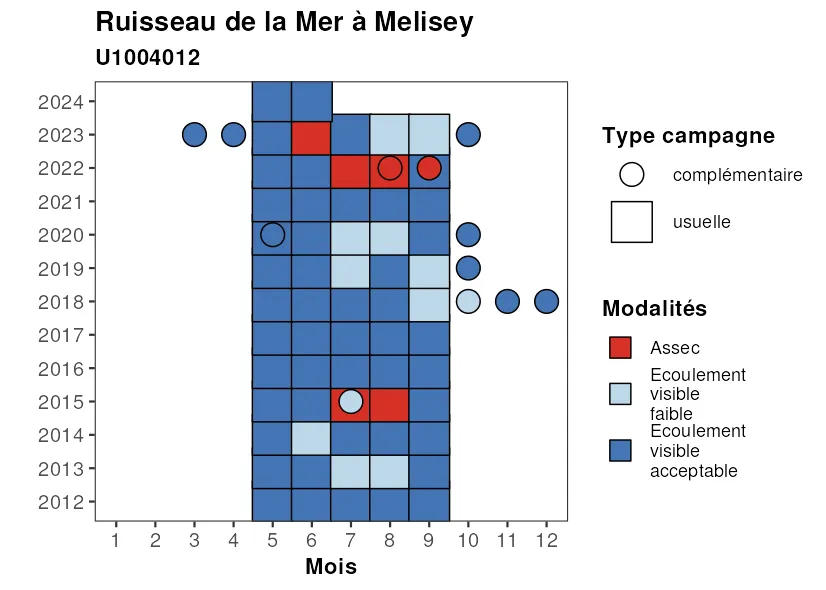 Ruisseau de la Mer à Melisey
U1004012
2024
2023
2022
2021
2020
2019
2018
2017
2016
2015
2014
2013
2012
1 2 3 4 5 6 7 8 9 10 11 12
Mois
Type campagne
complémentaire
usuelle
Modalités
Assec
Ecoulement
visible
faible
Ecoulement
visible
acceptable